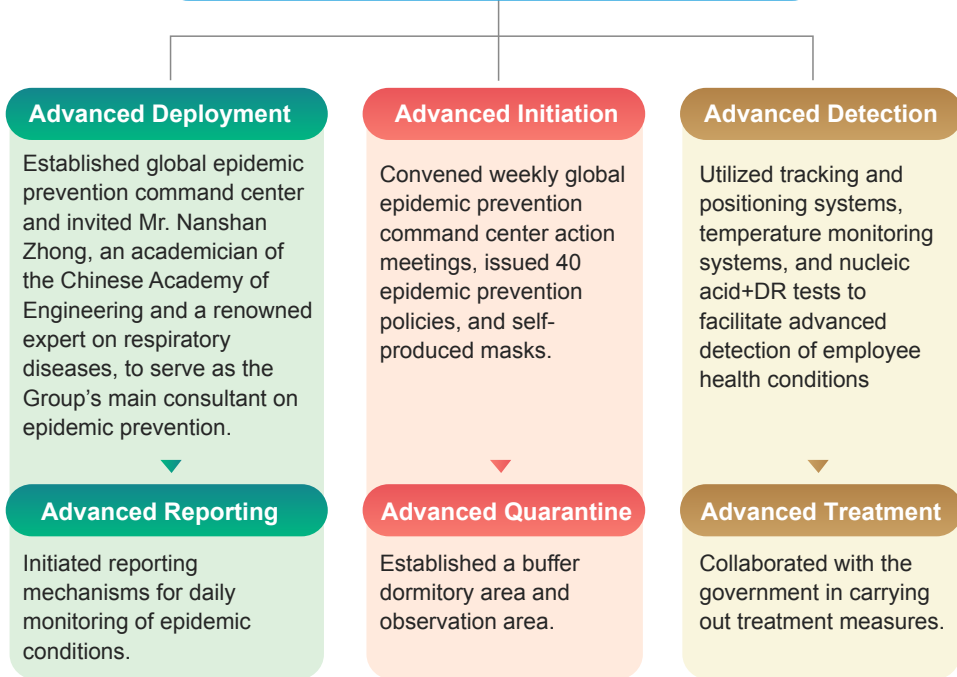 Advanced Deployment
Established global epidemic
prevention command center
and invited Mr. Nanshan
Zhong, an academician of
the Chinese Academy of
Engineering and a renowned
expert on respiratory
diseases, to serve as the
Group's main consultant on
epidemic prevention.
Advanced Reporting
Initiated reporting
mechanisms for daily
monitoring of epidemic
conditions.
Advanced Initiation
Convened weekly global
epidemic prevention
command center action
meetings, issued 40
epidemic prevention
policies, and self-
produced masks.
Advanced Quarantine
Established a buffer
dormitory area and
observation area.
Advanced Detection
Utilized tracking and
positioning systems,
temperature monitoring
systems, and nucleic
acid+DR tests to
facilitate advanced
detection of employee
health conditions
Advanced Treatment
Collaborated with the
government in carrying
out treatment measures.